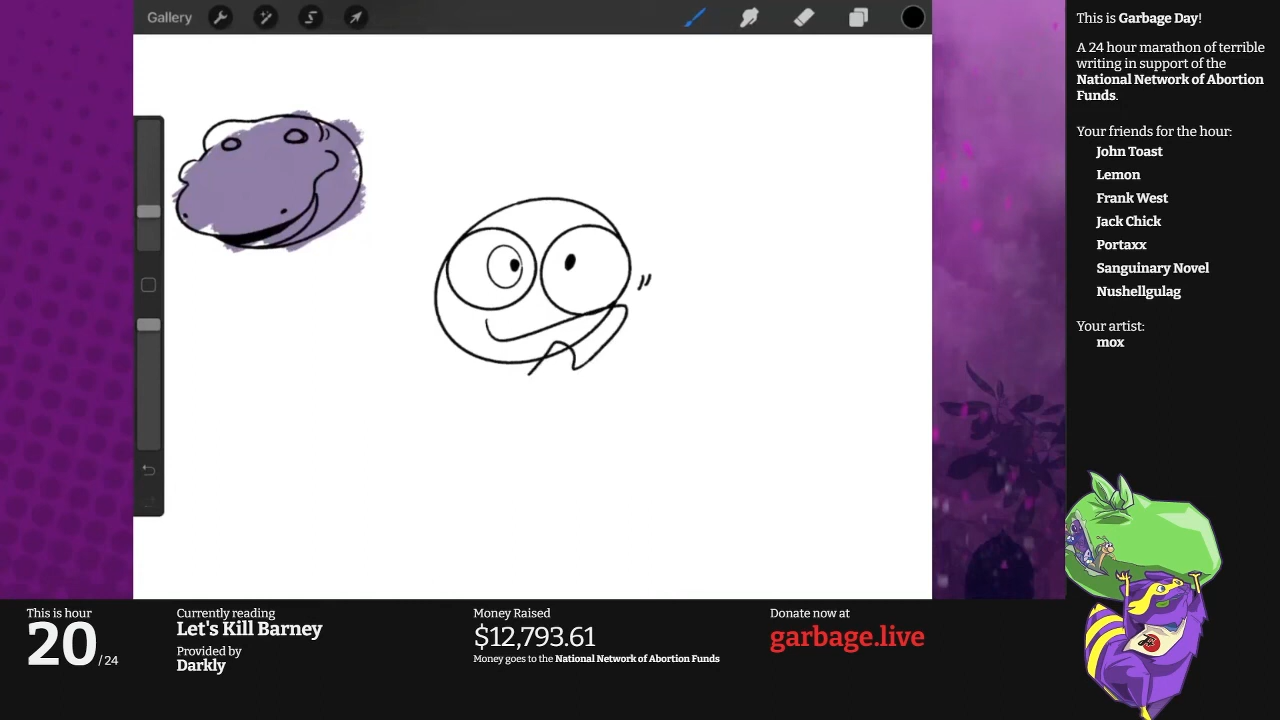 Gallery
This is Garbage Day!
A 24 hour marathon of terrible
writing in support of the
National Network of Abortion
Funds.
Your friends for the hour:
John Toast
Lemon
Frank West
Jack Chick
Portaxx
Sanguinary Novel
Nushellgulag
Your artist:
mox
This is hour
20 / 24
Currently reading
Let's Kill Barney
Provided by
Darkly
Money Raised
$12,793.61
Money goes to the National Network of Abortion Funds
Donate now at
garbage.live